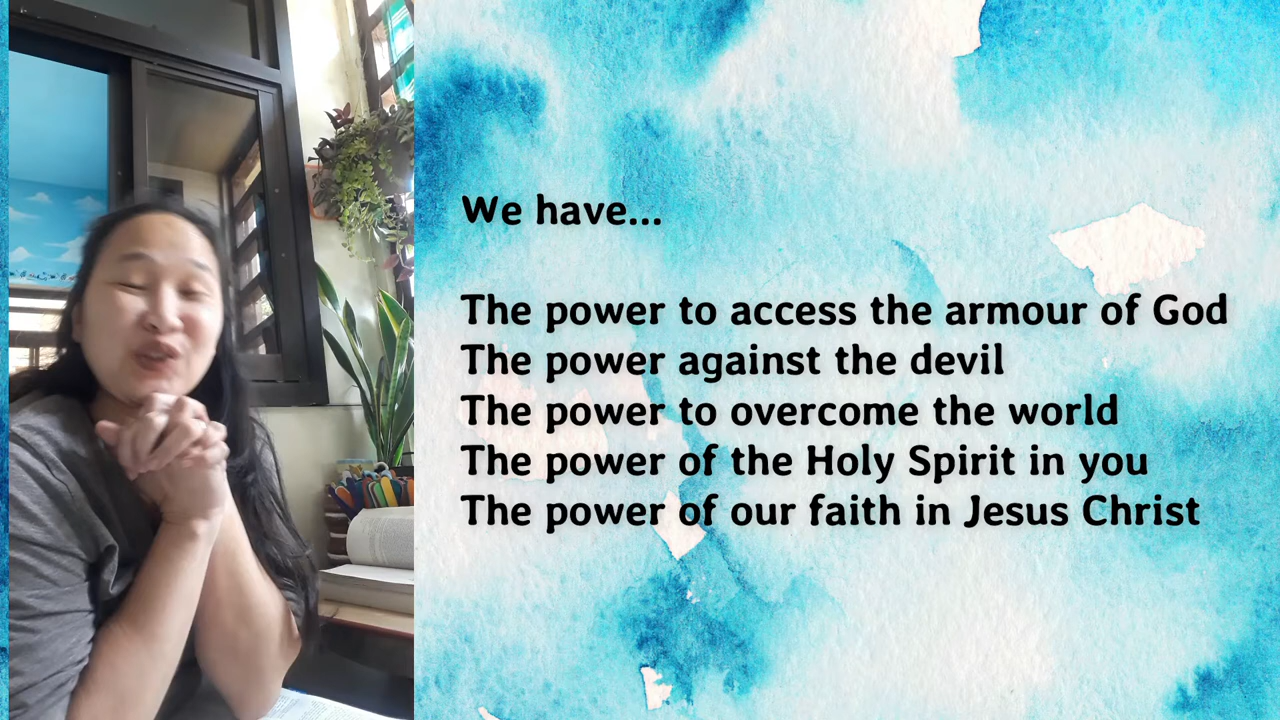 We have...
The power to access the armour of God
The power against the devil
The power to overcome the world
The power of the Holy Spirit in you
The power of our faith in Jesus Christ